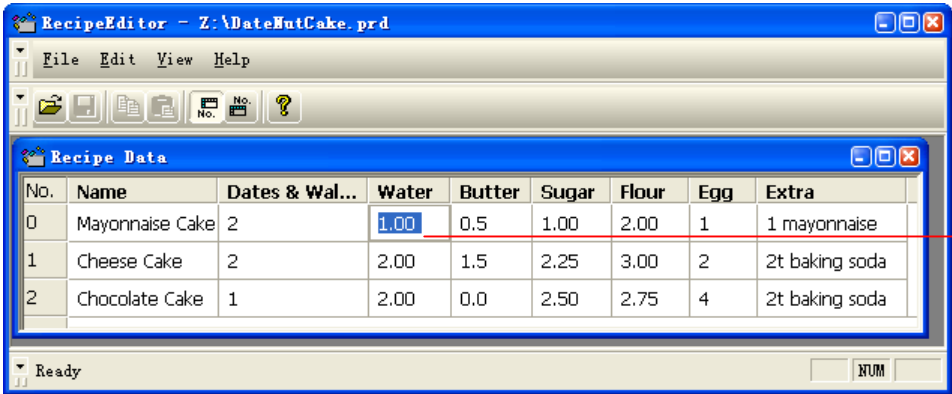 RecipeEditor - Z:\DateNutCake.prd
File Edit View Help
No. No.
Recipe Data
No. Name Dates & Wal... Water Butter Sugar Flour Egg Extra
0 Mayonnaise Cake 2 1.00 0.5 1.00 2.00 1 1 mayonnaise
1 Cheese Cake 2 2.00 1.5 2.25 3.00 2 2t baking soda
2 Chocolate Cake 1 2.00 0.0 2.50 2.75 4 2t baking soda
Ready NUM